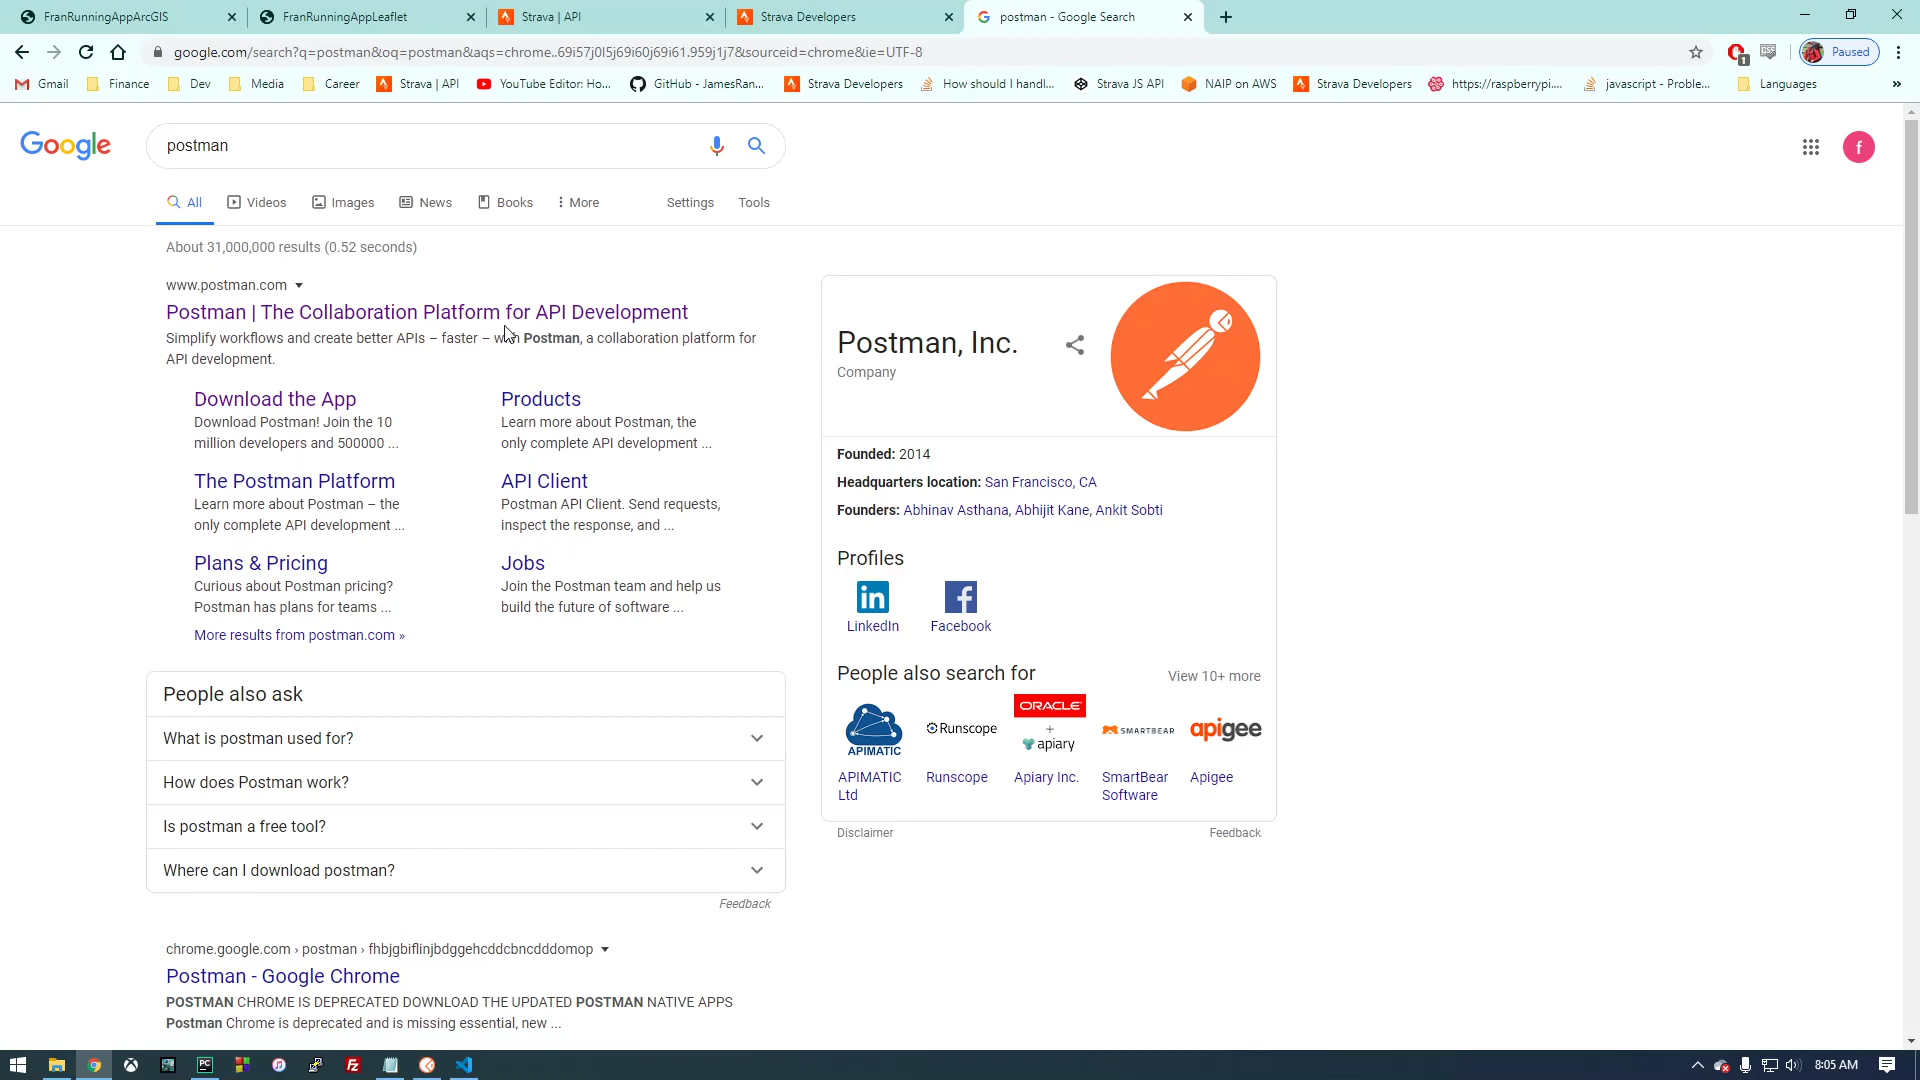 FranRunningAppArcGIS
FranRunningAppLeaflet
Strava | API
Strava Developers
postman - Google Search
google.com/search?q=postman&oq=postman&aqs=chrome..69i57j0l5j69i60j69i61.959j1j7&sourceid=chrome&ie=UTF-8
1
Paused
Gmail
Finance
Dev
Media
Career
Strava | API
YouTube Editor: Ho...
GitHub - JamesRan...
Strava Developers
How should I handl...
Strava JS API
NAIP on AWS
Strava Developers
https://raspberrypi....
javascript - Proble...
Languages
»
Google
postman
f
All
Videos
Images
News
Books
More
Settings
Tools
About 31,000,000 results (0.52 seconds)
www.postman.com
Postman | The Collaboration Platform for API Development
Simplify workflows and create better APIs – faster – with Postman, a collaboration platform for
API development.
Download the App
Download Postman! Join the 10
million developers and 500000 ...
Products
Learn more about Postman, the
only complete API development ...
The Postman Platform
Learn more about Postman – the
only complete API development ...
API Client
Postman API Client. Send requests,
inspect the response, and ...
Plans & Pricing
Curious about Postman pricing?
Postman has plans for teams ...
Jobs
Join the Postman team and help us
build the future of software ...
More results from postman.com »
People also ask
What is postman used for?
How does Postman work?
Is postman a free tool?
Where can I download postman?
Feedback
chrome.google.com › postman › fhbjgbiflinjbdggehcddcbncdddomop
Postman - Google Chrome
POSTMAN CHROME IS DEPRECATED DOWNLOAD THE UPDATED POSTMAN NATIVE APPS
Postman Chrome is deprecated and is missing essential, new ...
Postman, Inc.
Company
Founded: 2014
Headquarters location: San Francisco, CA
Founders: Abhinav Asthana, Abhijit Kane, Ankit Sobti
Profiles
in
LinkedIn
f
Facebook
People also search for
View 10+ more
APIMATIC
Runscope
ORACLE
+
apiary
SMARTBEAR
apigee
APIMATIC
Ltd
Runscope
Apiary Inc.
SmartBear
Software
Apigee
Disclaimer
Feedback
PC
Fz
8:05 AM